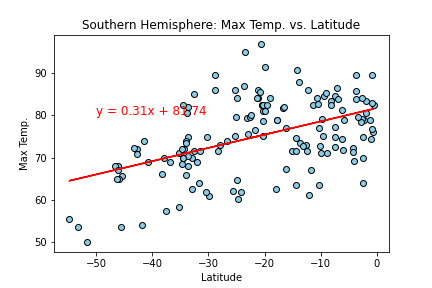 Southern Hemisphere: Max Temp. vs. Latitude
90
80
70
60
50
Max Temp.
y = 0.31x + 81.74
−50
−40
−30
−20
−10
0
Latitude